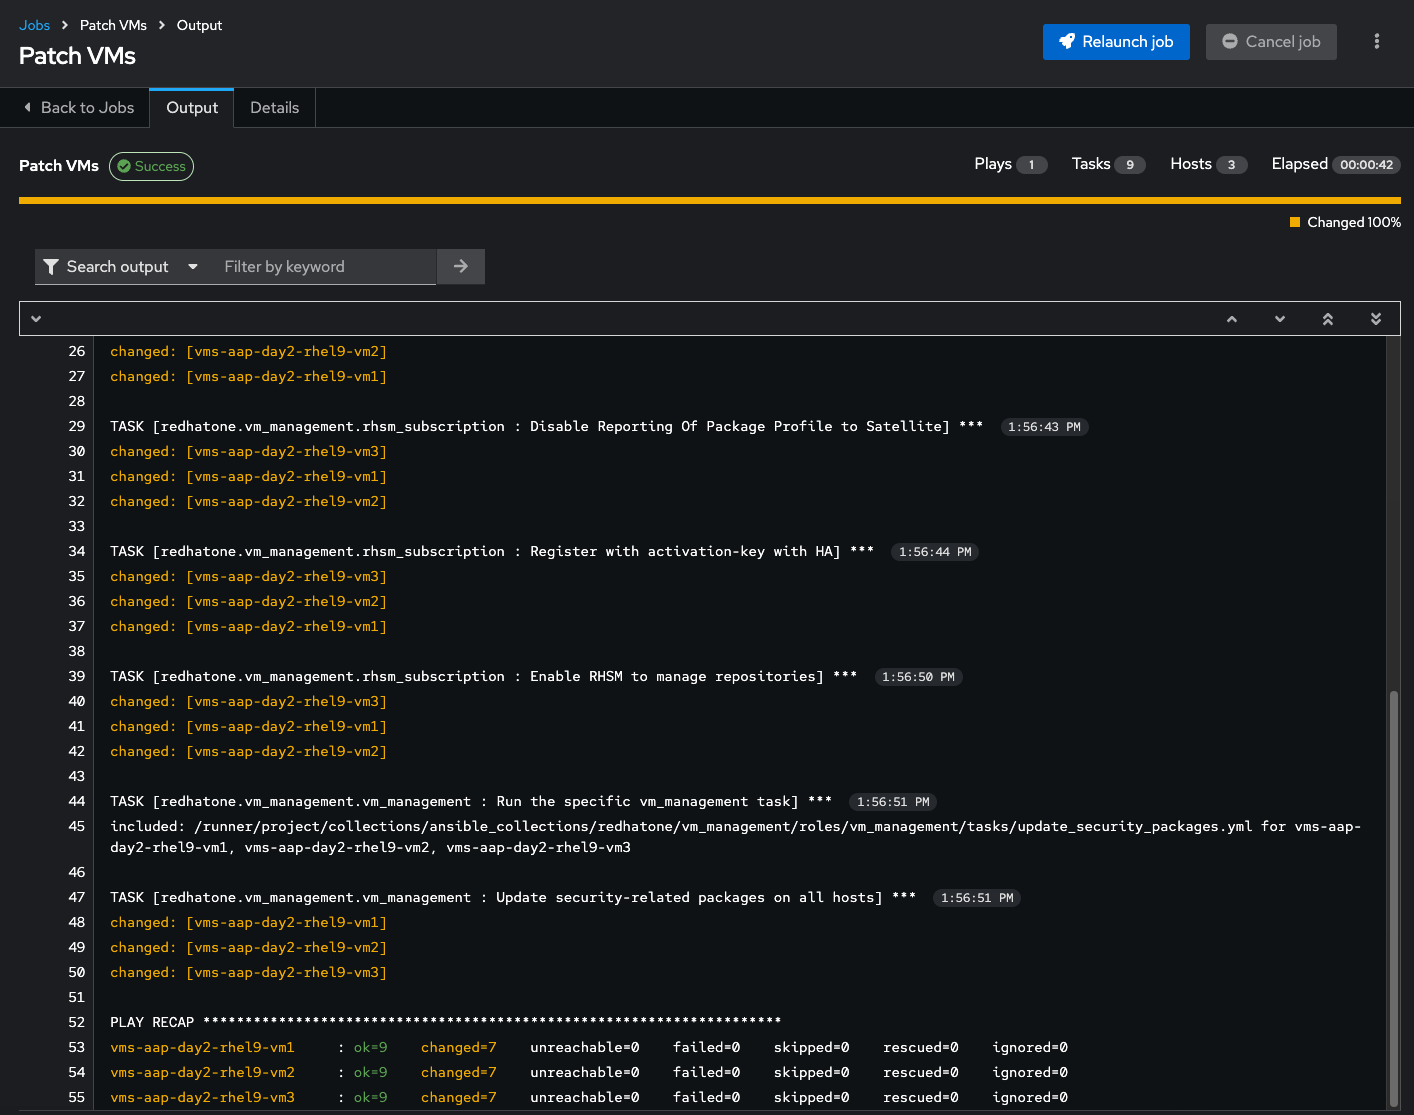 Jobs > Patch VMs > Output
Patch VMs
Relaunch job
Cancel job
Back to Jobs
Output
Details
Patch VMs Success
Plays 1 Tasks 9 Hosts 3 Elapsed 00:00:42
Changed 100%
Search output Filter by keyword
26 changed: [vms-aap-day2-rhel9-vm2]
27 changed: [vms-aap-day2-rhel9-vm1]
28
29 TASK [redhatone.vm_management.rhsm_subscription : Disable Reporting Of Package Profile to Satellite] *** 1:56:43 PM
30 changed: [vms-aap-day2-rhel9-vm3]
31 changed: [vms-aap-day2-rhel9-vm1]
32 changed: [vms-aap-day2-rhel9-vm2]
33
34 TASK [redhatone.vm_management.rhsm_subscription : Register with activation-key with HA] *** 1:56:44 PM
35 changed: [vms-aap-day2-rhel9-vm3]
36 changed: [vms-aap-day2-rhel9-vm2]
37 changed: [vms-aap-day2-rhel9-vm1]
38
39 TASK [redhatone.vm_management.rhsm_subscription : Enable RHSM to manage repositories] *** 1:56:50 PM
40 changed: [vms-aap-day2-rhel9-vm3]
41 changed: [vms-aap-day2-rhel9-vm1]
42 changed: [vms-aap-day2-rhel9-vm2]
43
44 TASK [redhatone.vm_management.vm_management : Run the specific vm_management task] *** 1:56:51 PM
45 included: /runner/project/collections/ansible_collections/redhatone/vm_management/roles/vm_management/tasks/update_security_packages.yml for vms-aap-
day2-rhel9-vm1, vms-aap-day2-rhel9-vm2, vms-aap-day2-rhel9-vm3
46
47 TASK [redhatone.vm_management.vm_management : Update security-related packages on all hosts] *** 1:56:51 PM
48 changed: [vms-aap-day2-rhel9-vm1]
49 changed: [vms-aap-day2-rhel9-vm2]
50 changed: [vms-aap-day2-rhel9-vm3]
51
52 PLAY RECAP *********************************************************************
53 vms-aap-day2-rhel9-vm1 : ok=9 changed=7 unreachable=0 failed=0 skipped=0 rescued=0 ignored=0
54 vms-aap-day2-rhel9-vm2 : ok=9 changed=7 unreachable=0 failed=0 skipped=0 rescued=0 ignored=0
55 vms-aap-day2-rhel9-vm3 : ok=9 changed=7 unreachable=0 failed=0 skipped=0 rescued=0 ignored=0